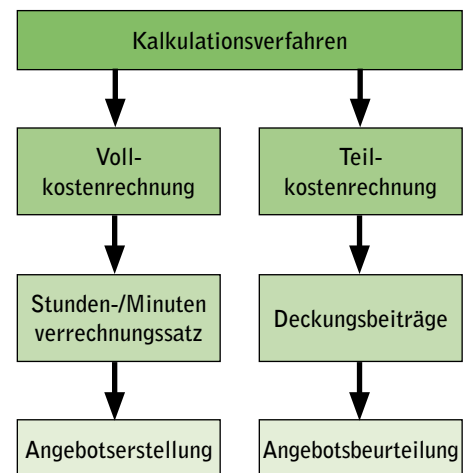 Kalkulationsverfahren
Voll-
kostenrechnung
Teil-
kostenrechnung
Stunden-/Minuten
verrechnungssatz
Deckungsbeiträge
Angebotserstellung
Angebotsbeurteilung